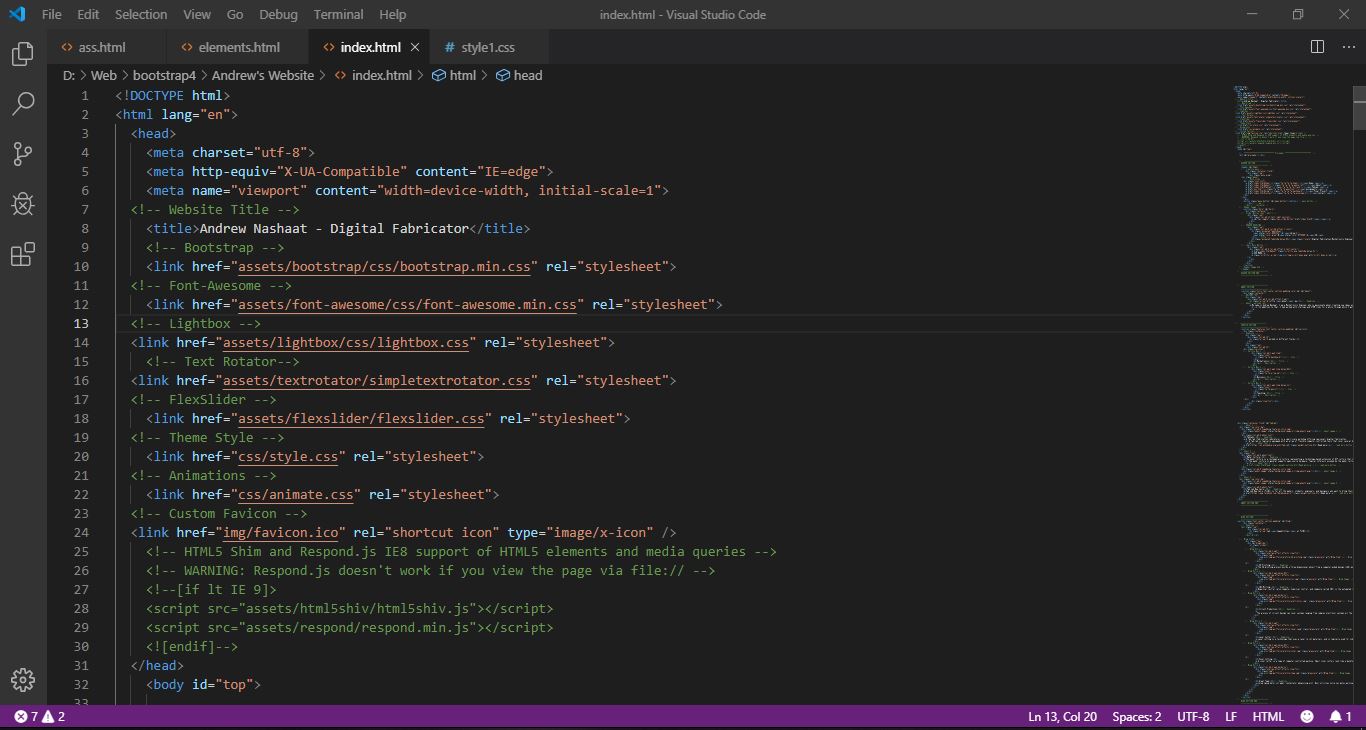 File Edit Selection View Go Debug Terminal Help
index.html - Visual Studio Code
ass.html
elements.html
index.html
# style1.css
D: > Web > bootstrap4 > Andrew's Website > index.html > html > head
1 <!DOCTYPE html>
2 <html lang="en">
3 <head>
4 <meta charset="utf-8">
5 <meta http-equiv="X-UA-Compatible" content="IE=edge">
6 <meta name="viewport" content="width=device-width, initial-scale=1">
7 <!-- Website Title -->
8 <title>Andrew Nashaat - Digital Fabricator</title>
9 <!-- Bootstrap -->
10 <link href="assets/bootstrap/css/bootstrap.min.css" rel="stylesheet">
11 <!-- Font-Awesome -->
12 <link href="assets/font-awesome/css/font-awesome.min.css" rel="stylesheet">
13 <!-- Lightbox -->
14 <link href="assets/lightbox/css/lightbox.css" rel="stylesheet">
15 <!-- Text Rotator-->
16 <link href="assets/textrotator/simpletextrotator.css" rel="stylesheet">
17 <!-- FlexSlider -->
18 <link href="assets/flexslider/flexslider.css" rel="stylesheet">
19 <!-- Theme Style -->
20 <link href="css/style.css" rel="stylesheet">
21 <!-- Animations -->
22 <link href="css/animate.css" rel="stylesheet">
23 <!-- Custom Favicon -->
24 <link href="img/favicon.ico" rel="shortcut icon" type="image/x-icon" />
25 <!-- HTML5 Shim and Respond.js IE8 support of HTML5 elements and media queries -->
26 <!-- WARNING: Respond.js doesn't work if you view the page via file:// -->
27 <!--[if lt IE 9]>
28 <script src="assets/html5shiv/html5shiv.js"></script>
29 <script src="assets/respond/respond.min.js"></script>
30 <![endif]-->
31 </head>
32 <body id="top">
33
7 2
Ln 13, Col 20 Spaces: 2 UTF-8 LF HTML 1